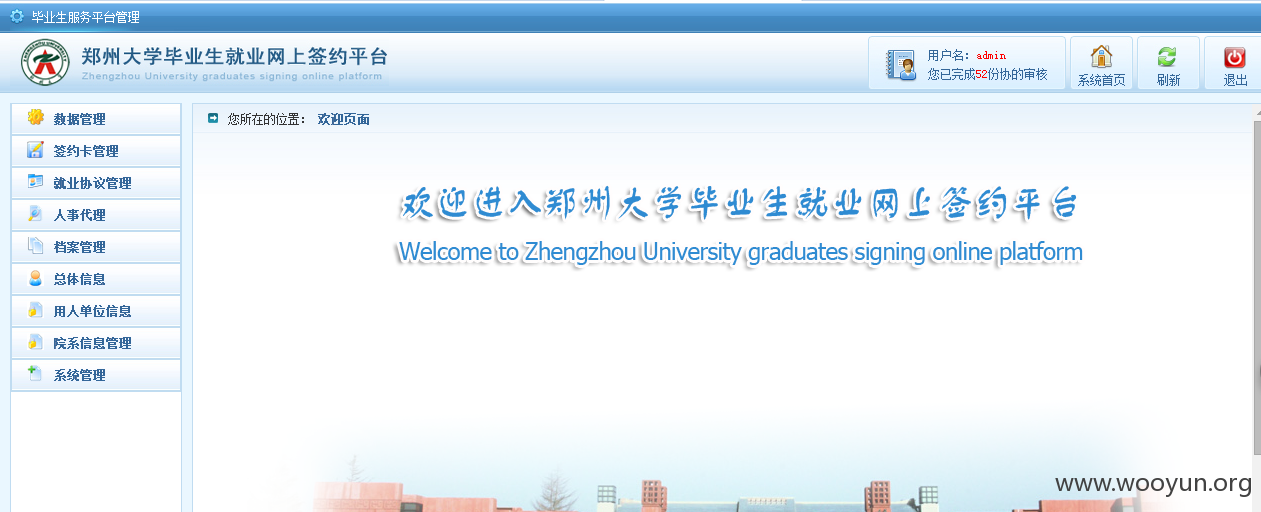 毕业生服务平台管理
郑州大学毕业生就业网上签约平台
Zhengzhou University graduates signing online platform
用户名：admin
您已完成52份协的审核
系统首页
刷新
退出
数据管理
签约卡管理
就业协议管理
人事代理
档案管理
总体信息
用人单位信息
院系信息管理
系统管理
您所在的位置： 欢迎页面
欢迎进入郑州大学毕业生就业网上签约平台
Welcome to Zhengzhou University graduates signing online platform
www.wooyun.org